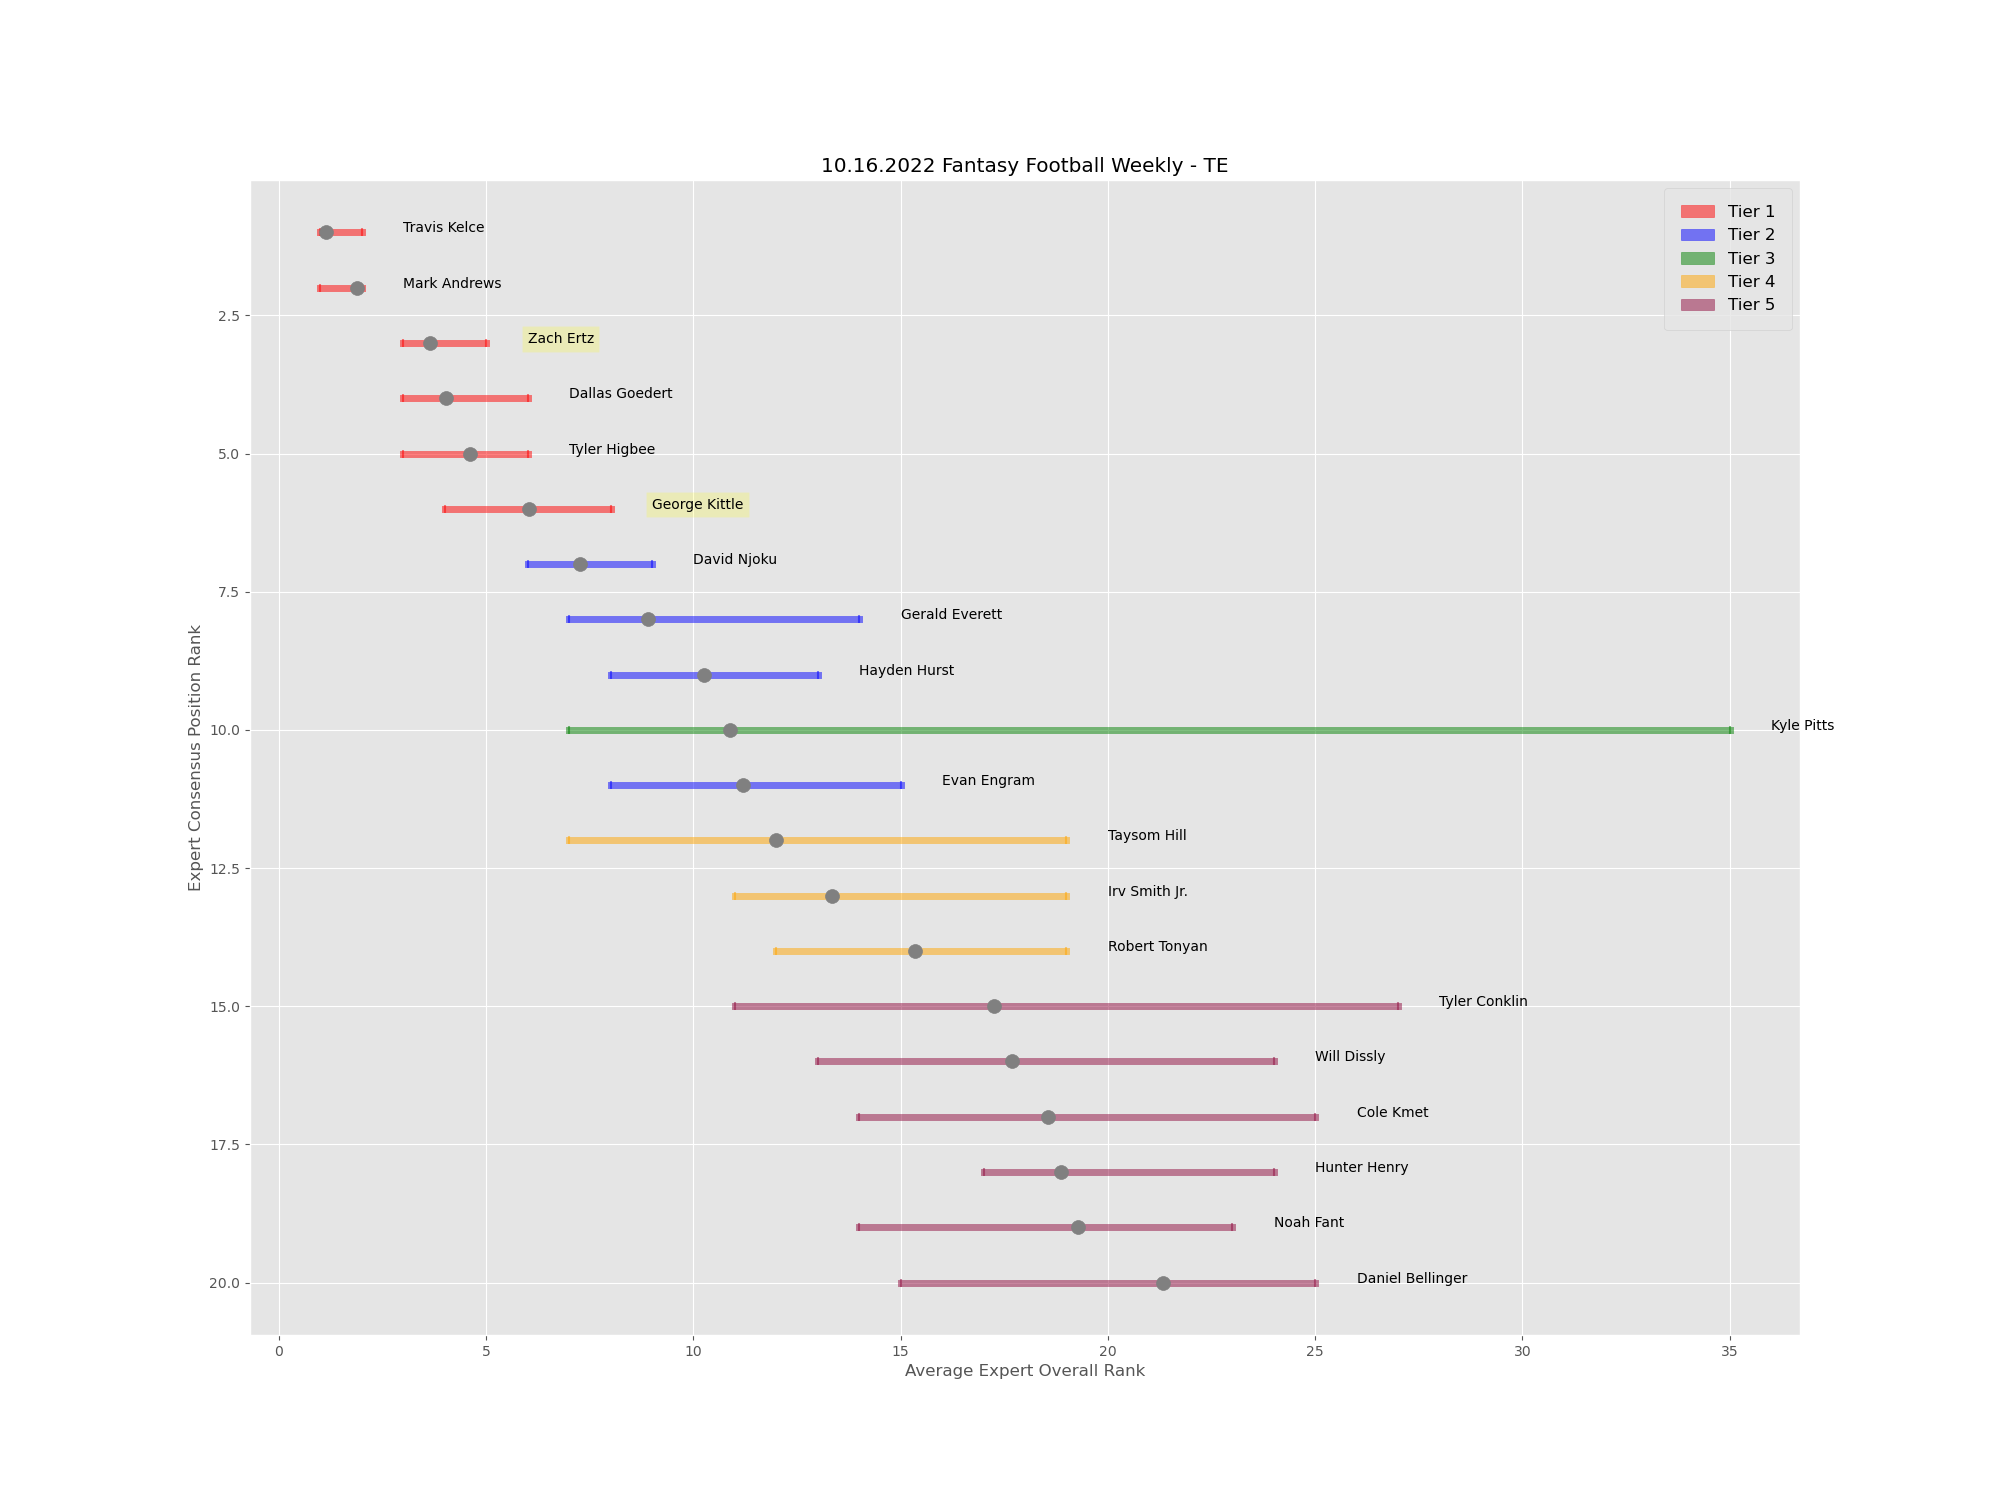 10.16.2022 Fantasy Football Weekly - TE
Tier 1
Tier 2
Tier 3
Tier 4
Tier 5
Travis Kelce
Mark Andrews
2.5
Zach Ertz
Dallas Goedert
5.0
Tyler Higbee
George Kittle
David Njoku
7.5
Gerald Everett
Hayden Hurst
10.0
Kyle Pitts
Evan Engram
Taysom Hill
12.5
Irv Smith Jr.
Robert Tonyan
15.0
Tyler Conklin
Will Dissly
Cole Kmet
17.5
Hunter Henry
Noah Fant
20.0
Daniel Bellinger
Expert Consensus Position Rank
0 5 10 15 20 25 30 35
Average Expert Overall Rank